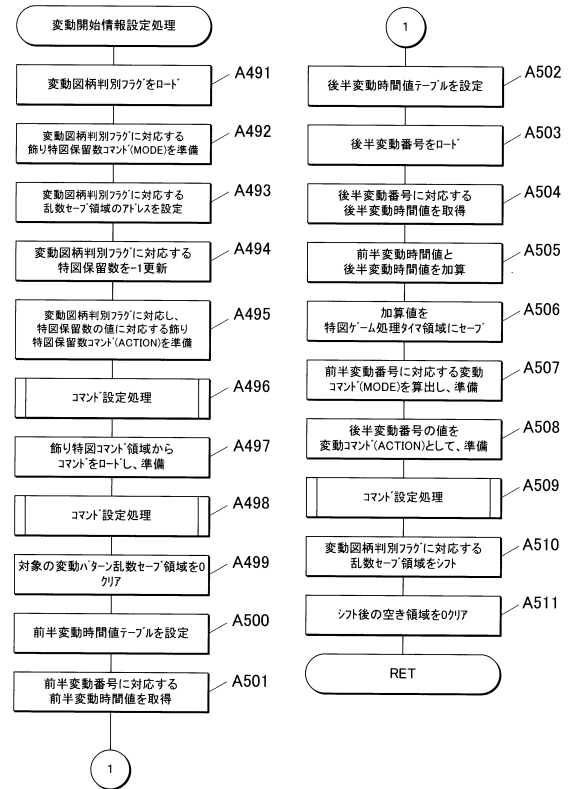 変動開始情報設定処理
変動図柄判別フラグをロード
A491
変動図柄判別フラグに対応する
飾り特図保留数コマンド(MODE)を準備
A492
変動図柄判別フラグに対応する
乱数セーブ領域のアドレスを設定
A493
変動図柄判別フラグに対応する
特図保留数を-1更新
A494
変動図柄判別フラグに対応し、
特図保留数の値に対応する飾り
特図保留数コマンド(ACTION)を準備
A495
コマンド設定処理
A496
飾り特図コマンド領域から
コマンドをロードし、準備
A497
コマンド設定処理
A498
対象の変動パターン乱数セーブ領域を0
クリア
A499
前半変動時間値テーブルを設定
A500
前半変動番号に対応する
前半変動時間値を取得
A501
1
1
後半変動時間値テーブルを設定
A502
後半変動番号をロード
A503
後半変動番号に対応する
後半変動時間値を取得
A504
前半変動時間値と
後半変動時間値を加算
A505
加算値を
特図ゲーム処理タイマ領域にセーブ
A506
前半変動番号に対応する変動
コマンド(MODE)を算出し、準備
A507
後半変動番号の値を
変動コマンド(ACTION)として、準備
A508
コマンド設定処理
A509
変動図柄判別フラグに対応する
乱数セーブ領域をシフト
A510
シフト後の空き領域を0クリア
A511
RET